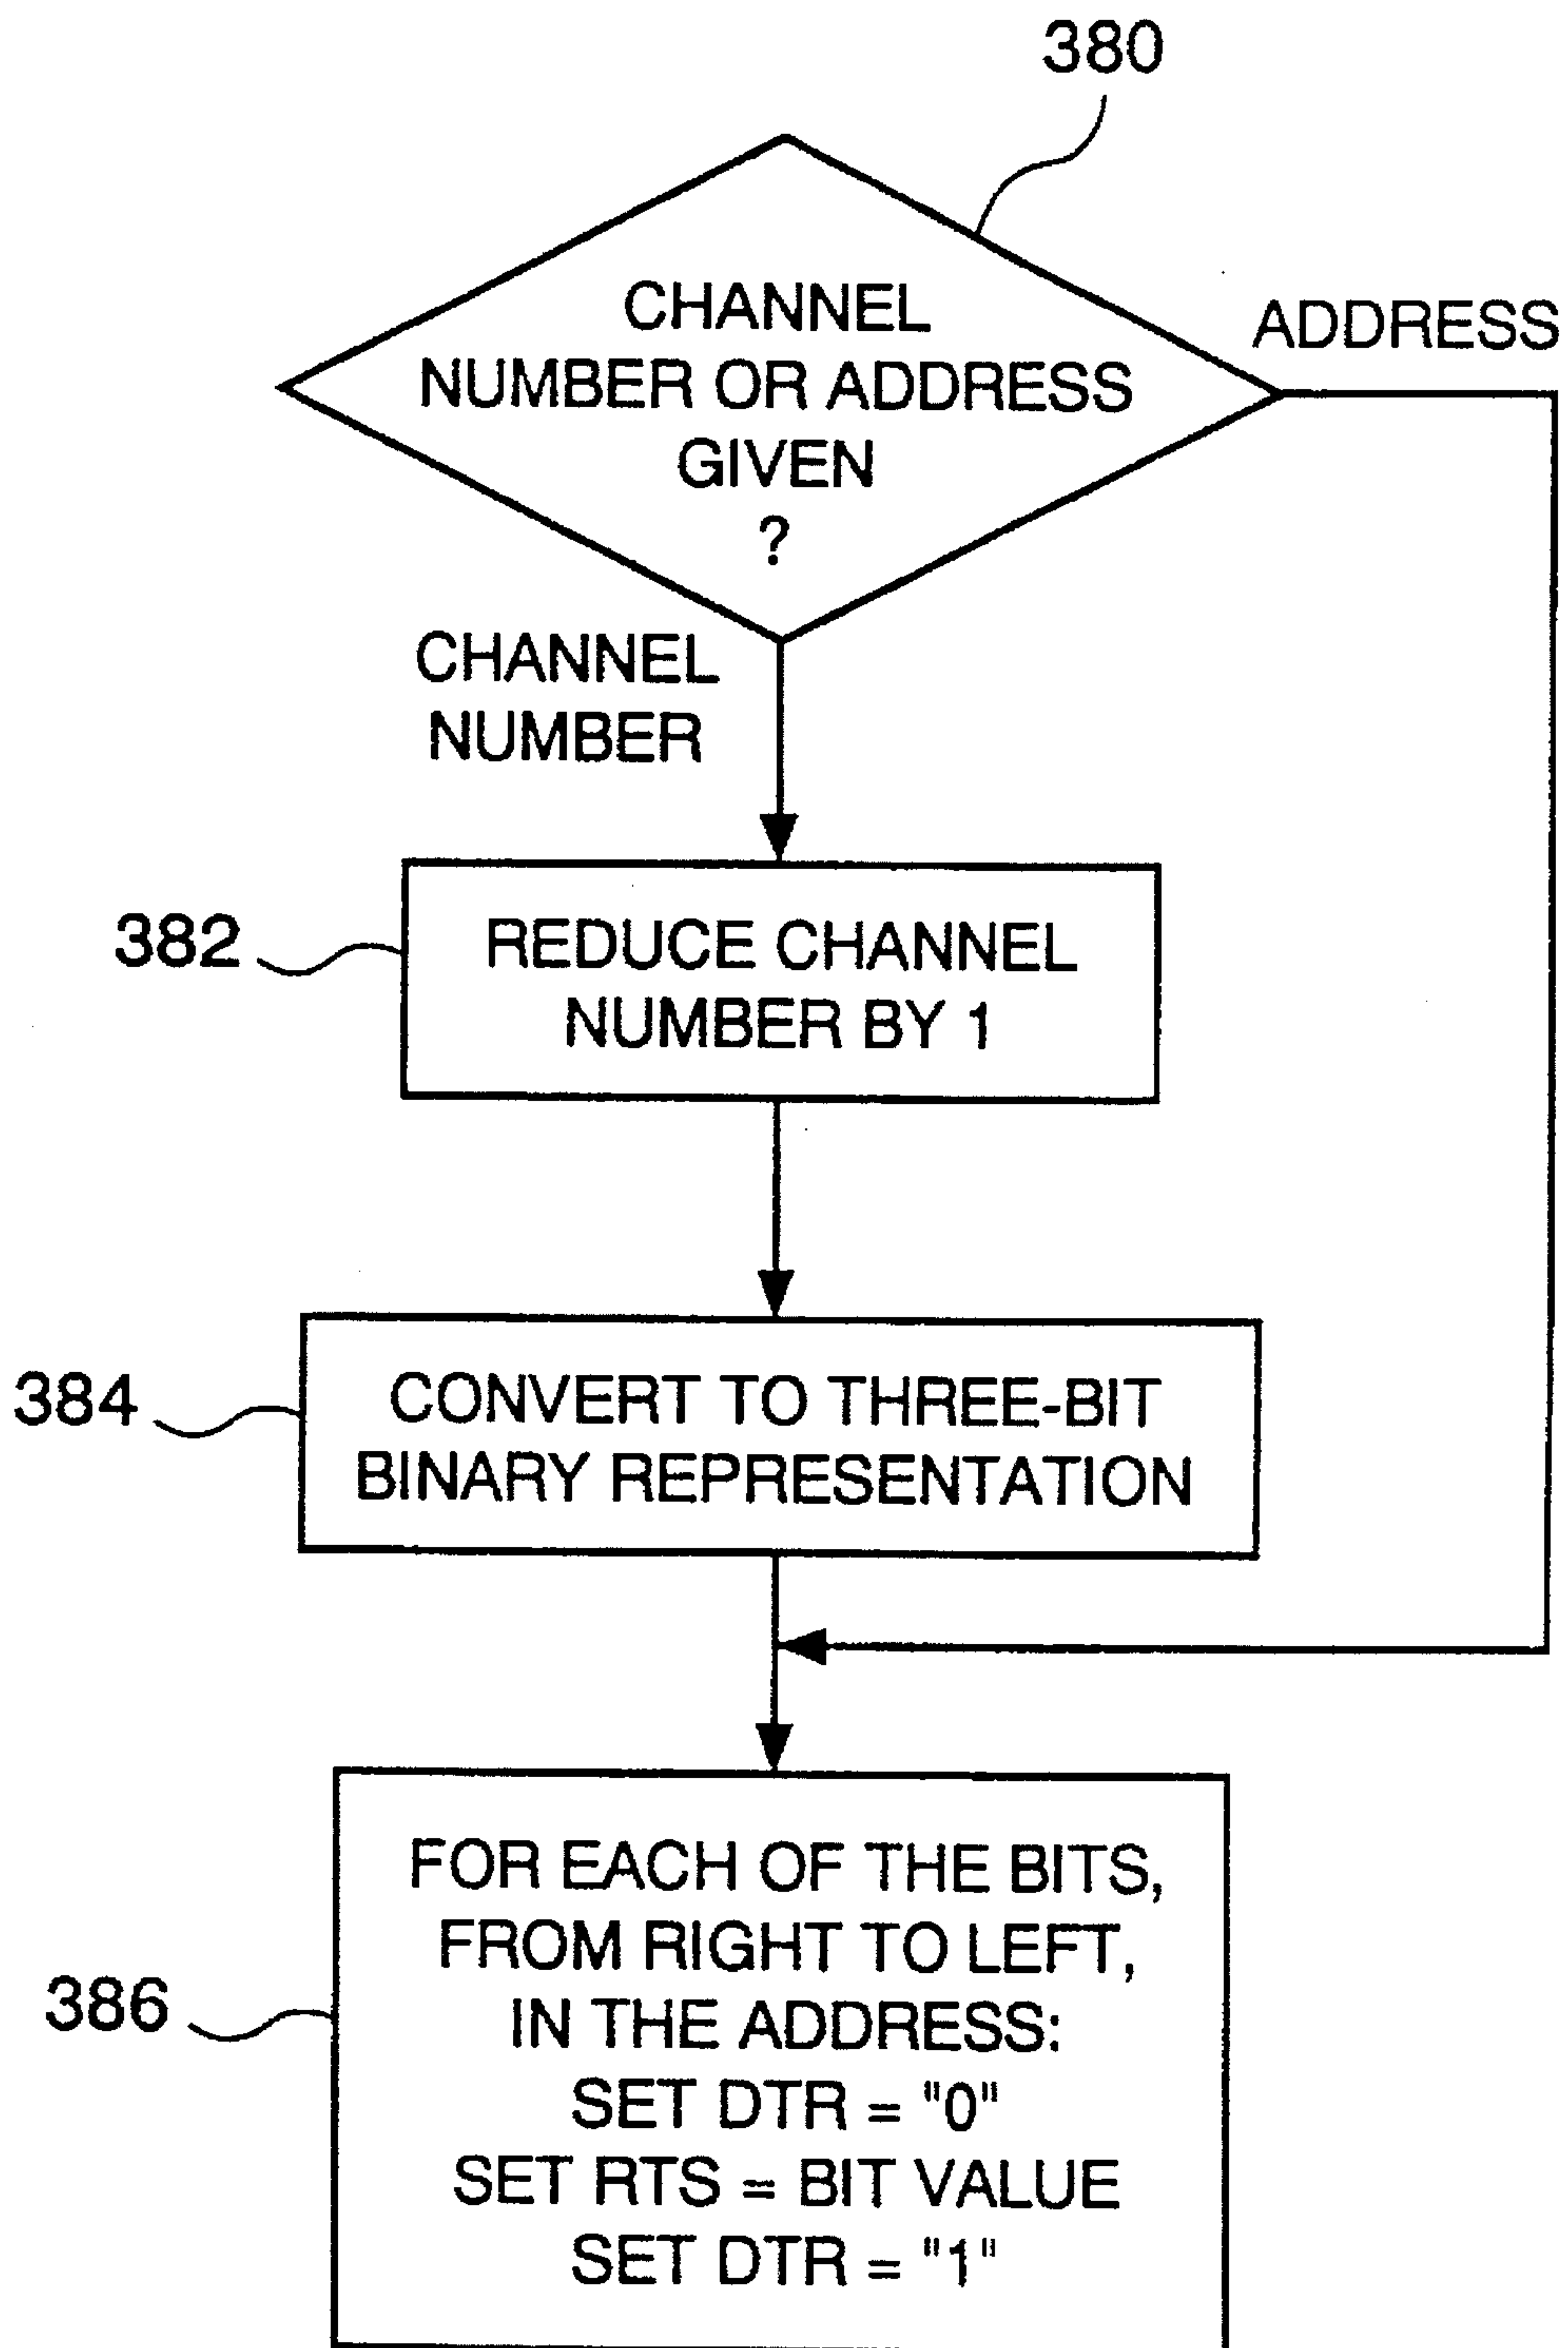 380
CHANNEL
NUMBER OR ADDRESS
GIVEN
?
ADDRESS
CHANNEL
NUMBER
382
REDUCE CHANNEL
NUMBER BY 1
384
CONVERT TO THREE-BIT
BINARY REPRESENTATION
386
FOR EACH OF THE BITS,
FROM RIGHT TO LEFT,
IN THE ADDRESS:
SET DTR = "0"
SET RTS = BIT VALUE
SET DTR = "1"